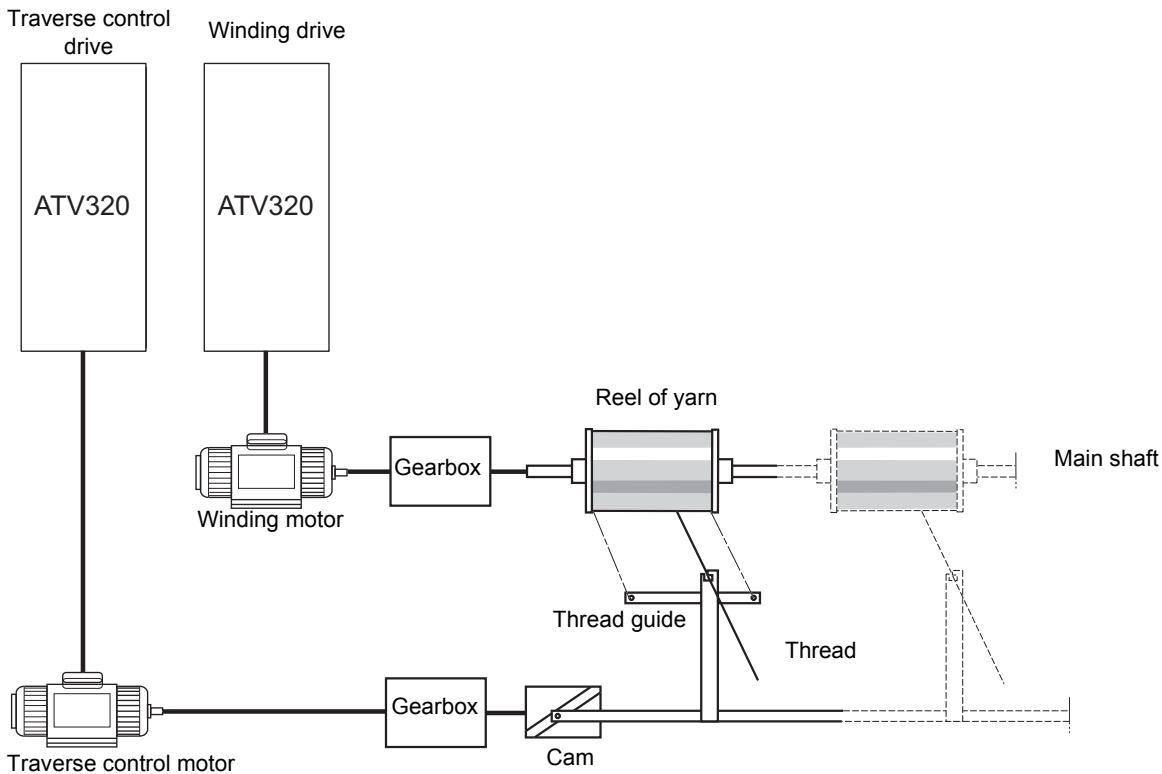 Traverse control
drive
Winding drive
ATV320
ATV320
Reel of yarn
Gearbox
Main shaft
Winding motor
Thread guide
Thread
Gearbox
Cam
Traverse control motor